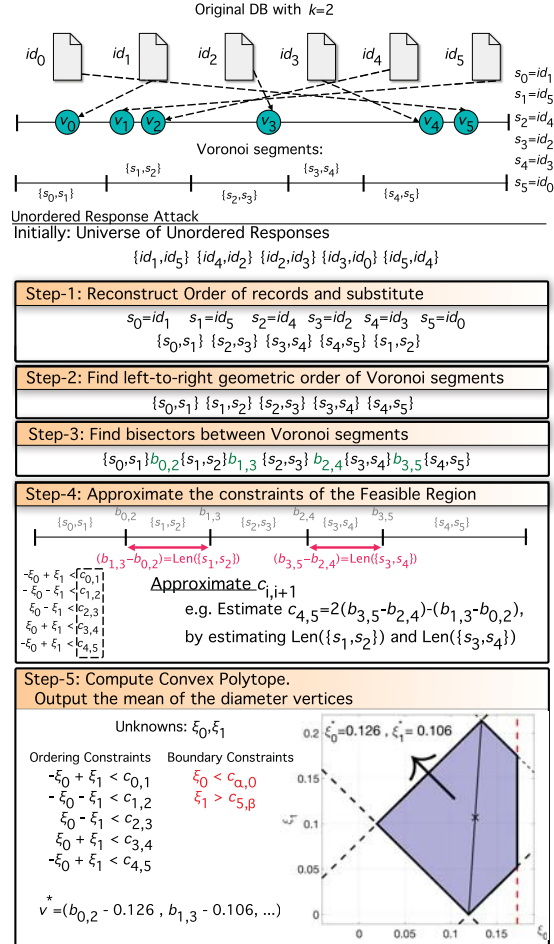 Original DB with k=2
id0 id1 id2 id3 id4 id5
s0=id1
s1=id5
s2=id4
s3=id2
s4=id3
s5=id0
v0 v1 v2 v3 v4 v5
Voronoi segments:
{s1,s2} {s3,s4}
{s0,s1} {s2,s3} {s4,s5}
Unordered Response Attack
Initially: Universe of Unordered Responses
{id1,id5} {id4,id2} {id2,id3} {id3,id0} {id5,id4}
Step-1: Reconstruct Order of records and substitute
s0=id1 s1=id5 s2=id4 s3=id2 s4=id3 s5=id0
{s0,s1} {s2,s3} {s3,s4} {s4,s5} {s1,s2}
Step-2: Find left-to-right geometric order of Voronoi segments
{s0,s1} {s1,s2} {s2,s3} {s3,s4} {s4,s5}
Step-3: Find bisectors between Voronoi segments
{s0,s1}b0,2{s1,s2}b1,3 {s2,s3} b2,4{s3,s4}b3,5{s4,s5}
Step-4: Approximate the constraints of the Feasible Region
{s0,s1} b0,2 {s1,s2} b1,3 {s2,s3} b2,4 {s3,s4} b3,5 {s4,s5}
(b1,3-b0,2)=Len({s1,s2}) (b3,5-b2,4)=Len({s3,s4})
-ξ0 + ξ1 < c0,1
- ξ0 - ξ1 < c1,2
ξ0 - ξ1 < c2,3
ξ0 + ξ1 < c3,4
-ξ0 + ξ1 < c4,5
Approximate ci,i+1
e.g. Estimate c4,5=2(b3,5-b2,4)-(b1,3-b0,2),
by estimating Len({s1,s2}) and Len({s3,s4})
Step-5: Compute Convex Polytope.
Output the mean of the diameter vertices
Unknowns: ξ0,ξ1
Ordering Constraints
-ξ0 + ξ1 < c0,1
- ξ0 - ξ1 < c1,2
ξ0 - ξ1 < c2,3
ξ0 + ξ1 < c3,4
-ξ0 + ξ1 < c4,5
Boundary Constraints
ξ0 < cα,0
ξ1 > c5,β
v*=(b0,2 - 0.126 , b1,3 - 0.106, ...)
ξ0*=0.126 , ξ1*= 0.106
0.2
0.15
ξ1
0.1
0.05
0
0 0.05 0.1 0.15 ξ0